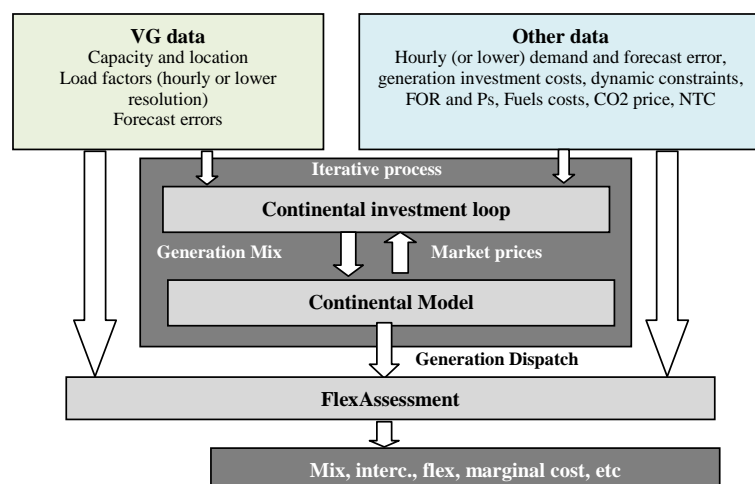 VG data
Capacity and location
Load factors (hourly or lower
resolution)
Forecast errors
Other data
Hourly (or lower) demand and forecast error,
generation investment costs, dynamic constraints,
FOR and Ps, Fuels costs, CO2 price, NTC
Iterative process
Continental investment loop
Generation Mix
Market prices
Continental Model
Generation Dispatch
FlexAssessment
Mix, interc., flex, marginal cost, etc